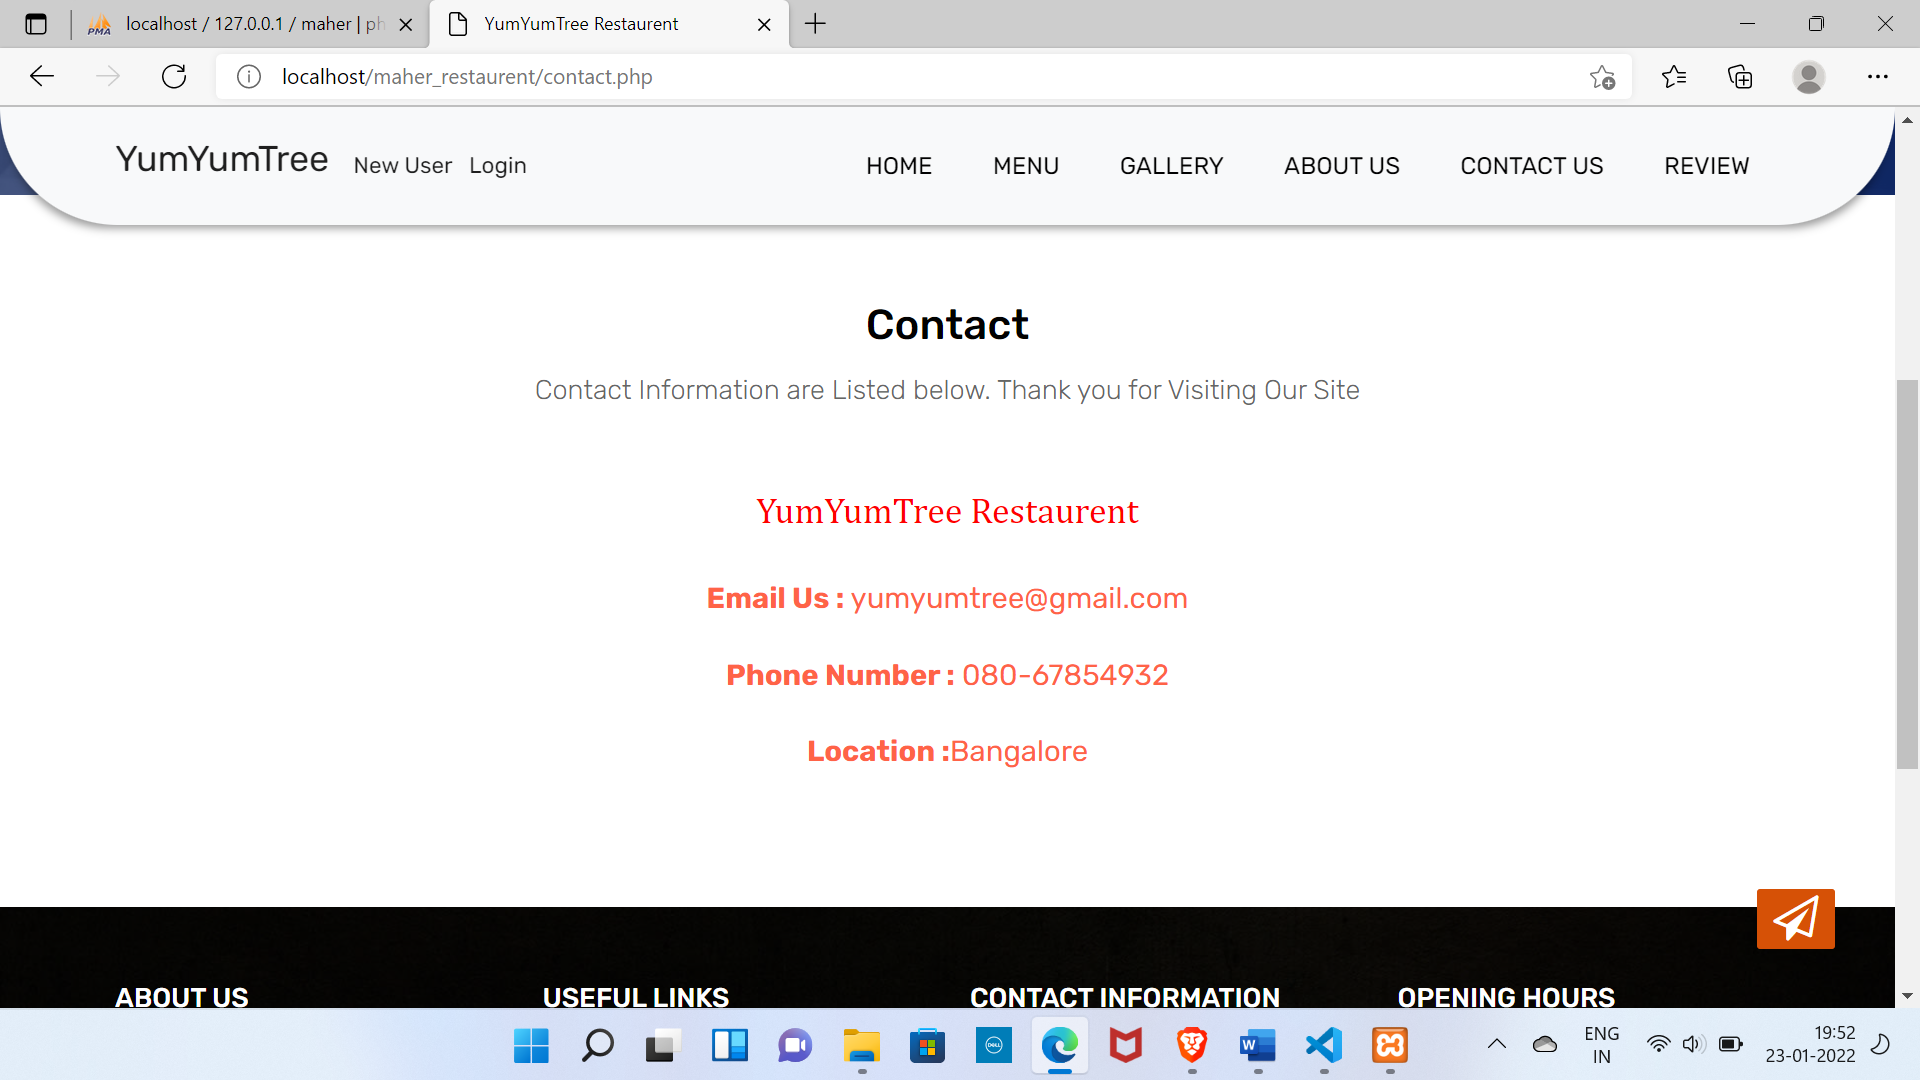 localhost / 127.0.0.1 / maher | ph
YumYumTree Restaurent
localhost/maher_restaurent/contact.php
YumYumTree New User Login HOME MENU GALLERY ABOUT US CONTACT US REVIEW
Contact
Contact Information are Listed below. Thank you for Visiting Our Site
YumYumTree Restaurent
Email Us : yumyumtree@gmail.com
Phone Number : 080-67854932
Location :Bangalore
ABOUT US USEFUL LINKS CONTACT INFORMATION OPENING HOURS
ENG
IN
19:52
23-01-2022
PMA
DELL
W